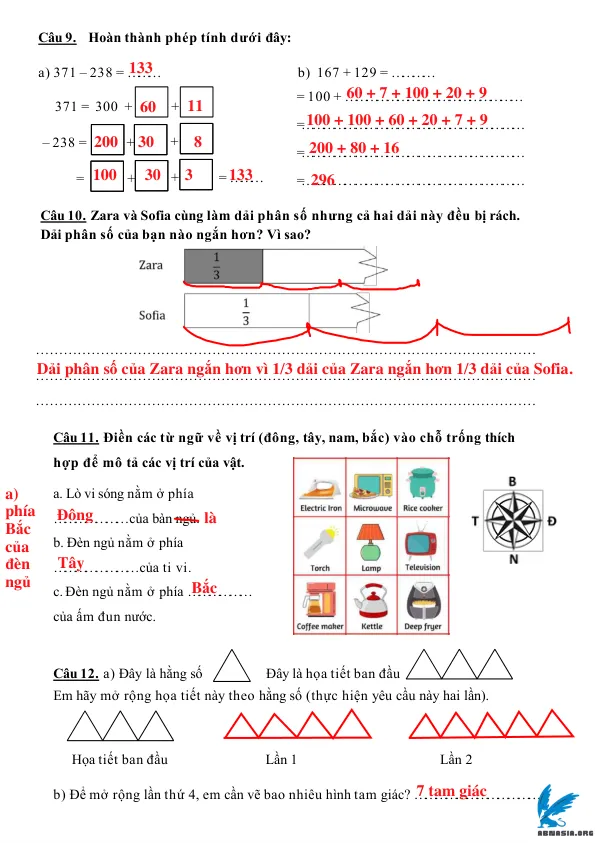 Câu 9. Hoàn thành phép tính dưới đây:
a) 371 – 238 = 133
b) 167 + 129 = ………
371 = 300 + 60 + 11
= 100 + 60 + 7 + 100 + 20 + 9
– 238 = 200 + 30 + 8
= 100 + 100 + 60 + 20 + 7 + 9
= 200 + 80 + 16
= 100 + 30 + 3 = 133
= 296
Câu 10. Zara và Sofia cùng làm dải phân số nhưng cả hai dải này đều bị rách.
Dải phân số của bạn nào ngắn hơn? Vì sao?
Zara 1/3
Sofia 1/3
Dải phân số của Zara ngắn hơn vì 1/3 dải của Zara ngắn hơn 1/3 dải của Sofia.
Câu 11. Điền các từ ngữ về vị trí (đông, tây, nam, bắc) vào chỗ trống thích
hợp để mô tả các vị trí của vật.
a)
phía
Bắc
của
đèn
ngủ
a. Lò vi sóng nằm ở phía
Đông của bàn ngủ. là
b. Đèn ngủ nằm ở phía
Tây của ti vi.
c. Đèn ngủ nằm ở phía Bắc
của ấm đun nước.
Electric Iron Microwave Rice cooker
Torch Lamp Television
Coffee maker Kettle Deep fryer
B
T Đ
N
Câu 12. a) Đây là hằng số Đây là họa tiết ban đầu
Em hãy mở rộng họa tiết này theo hằng số (thực hiện yêu cầu này hai lần).
Họa tiết ban đầu Lần 1 Lần 2
b) Để mở rộng lần thứ 4, em cần vẽ bao nhiêu hình tam giác? 7 tam giác
ABNASIA.ORG